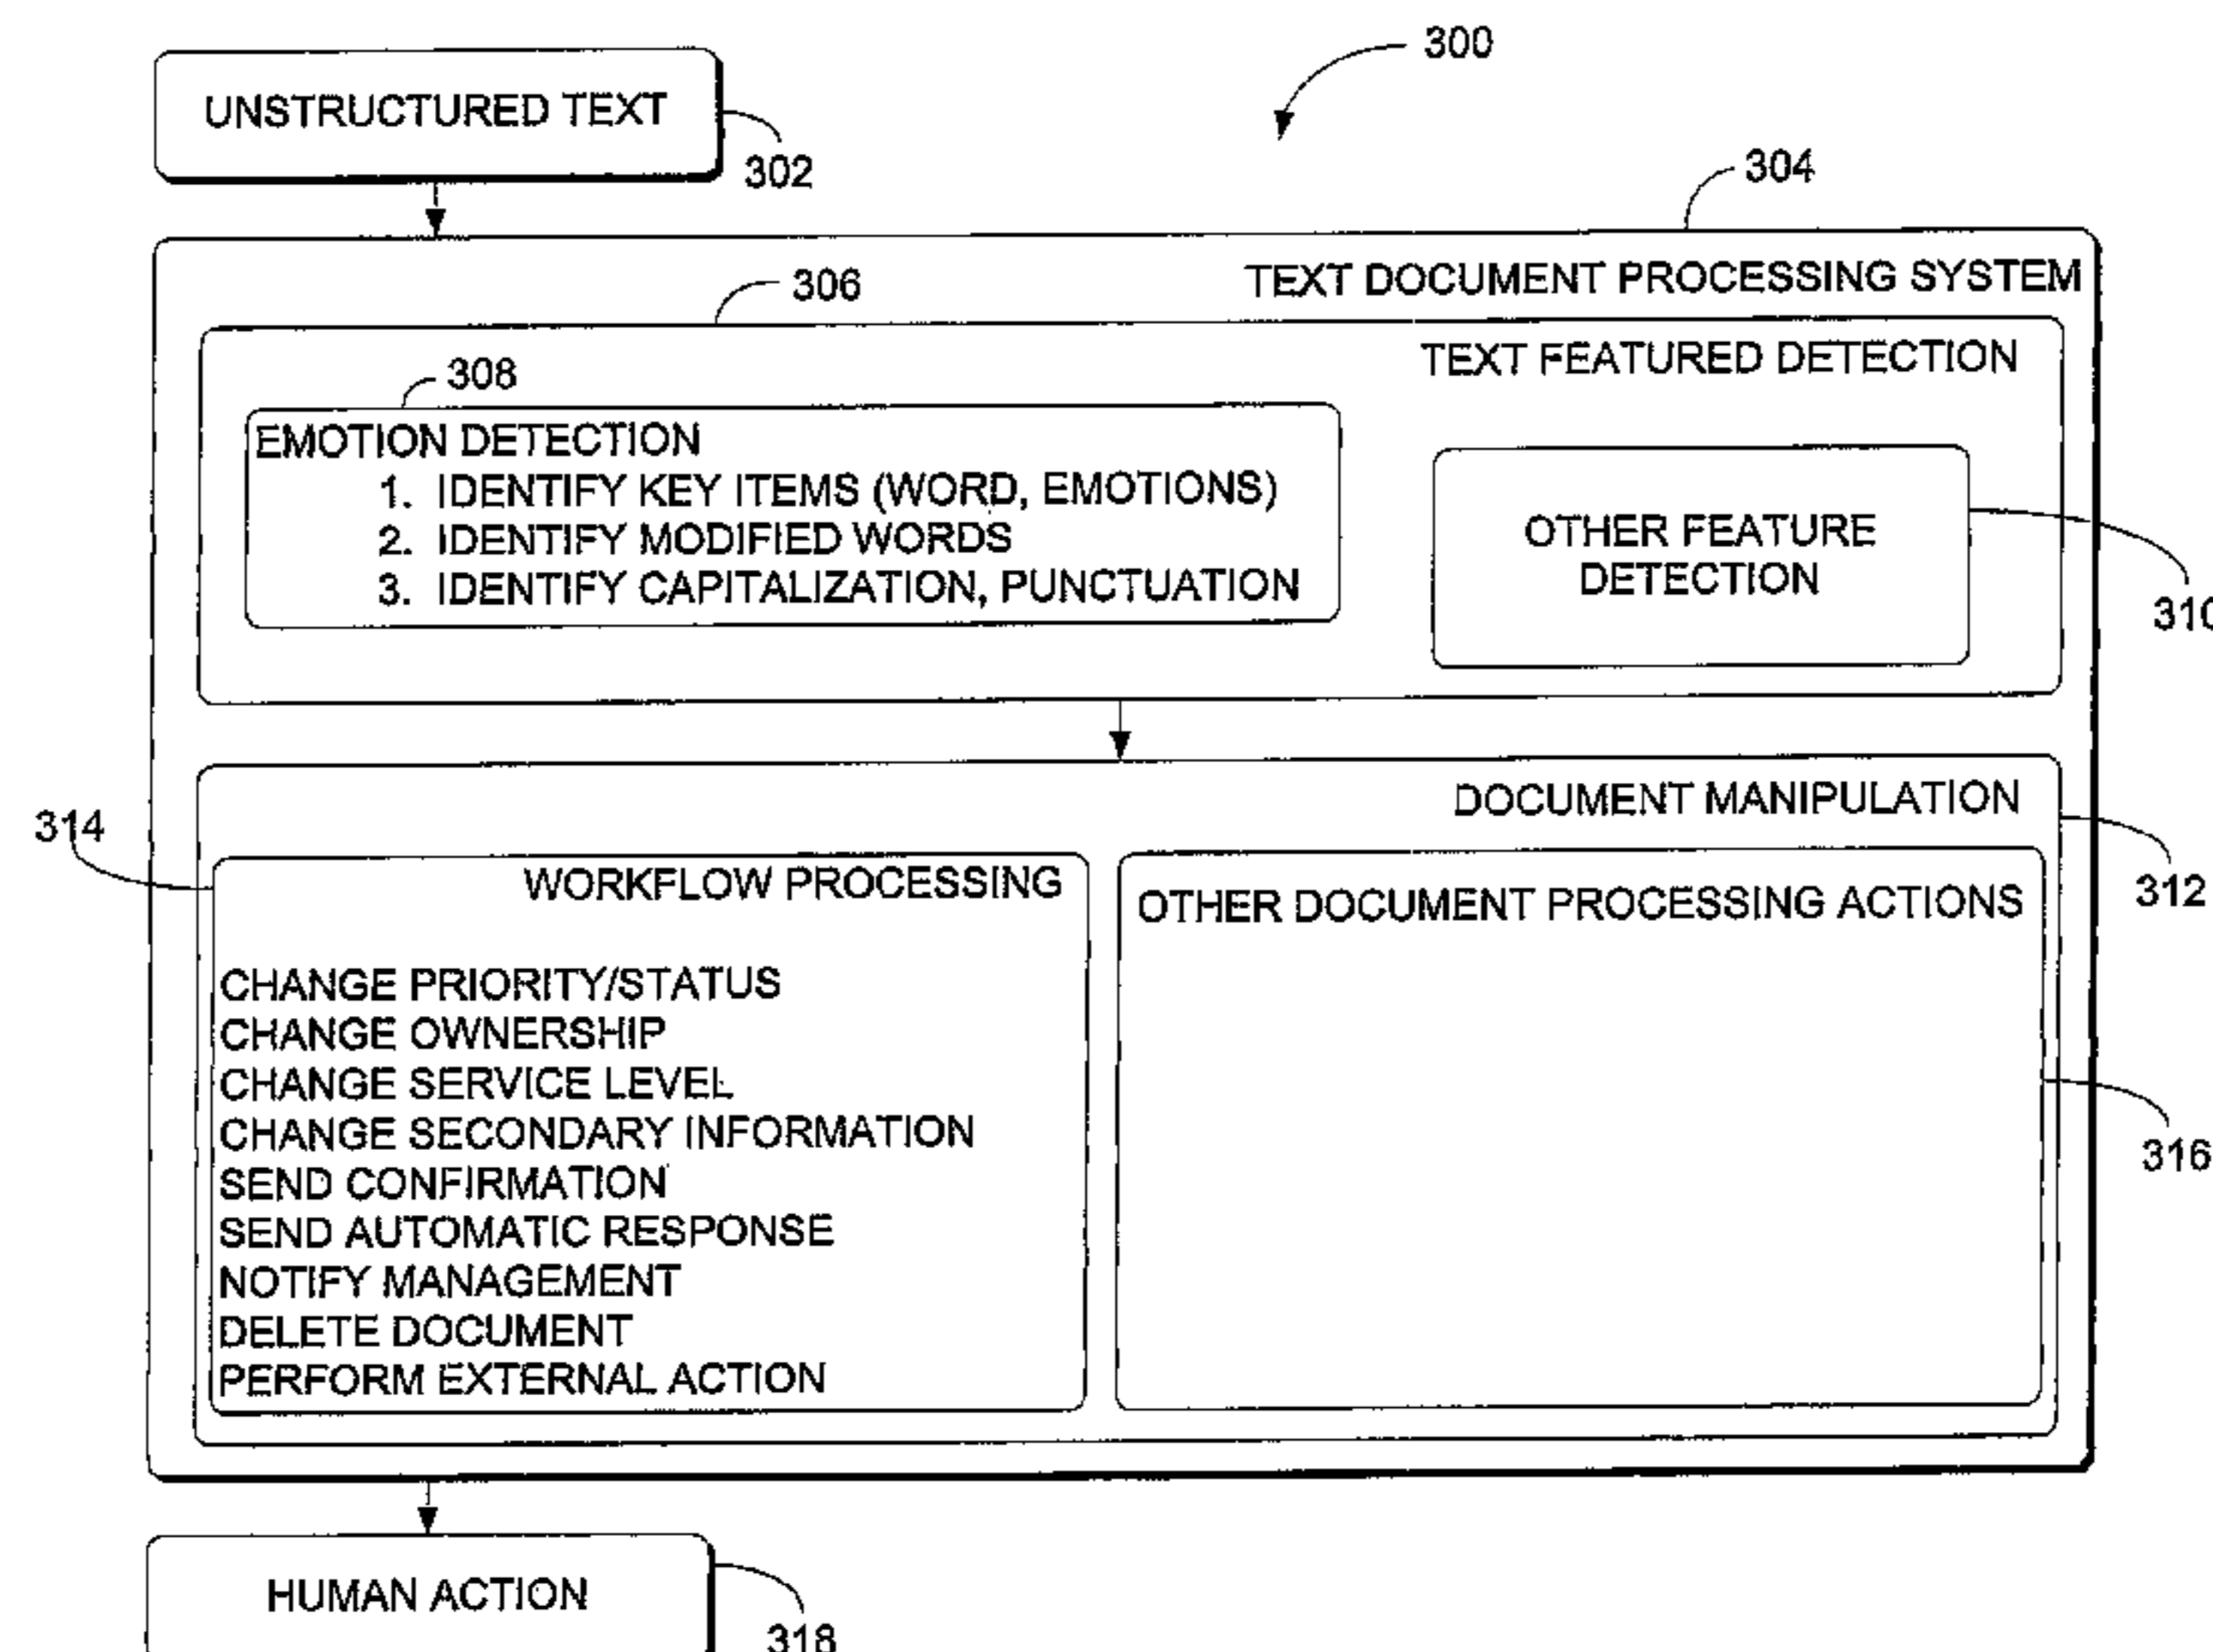 300
UNSTRUCTURED TEXT
302
304
TEXT DOCUMENT PROCESSING SYSTEM
306
TEXT FEATURED DETECTION
308
EMOTION DETECTION
1. IDENTIFY KEY ITEMS (WORD, EMOTIONS)
2. IDENTIFY MODIFIED WORDS
3. IDENTIFY CAPITALIZATION, PUNCTUATION
OTHER FEATURE
DETECTION
310
DOCUMENT MANIPULATION
312
314
WORKFLOW PROCESSING
CHANGE PRIORITY/STATUS
CHANGE OWNERSHIP
CHANGE SERVICE LEVEL
CHANGE SECONDARY INFORMATION
SEND CONFIRMATION
SEND AUTOMATIC RESPONSE
NOTIFY MANAGEMENT
DELETE DOCUMENT
PERFORM EXTERNAL ACTION
OTHER DOCUMENT PROCESSING ACTIONS
316
HUMAN ACTION
318